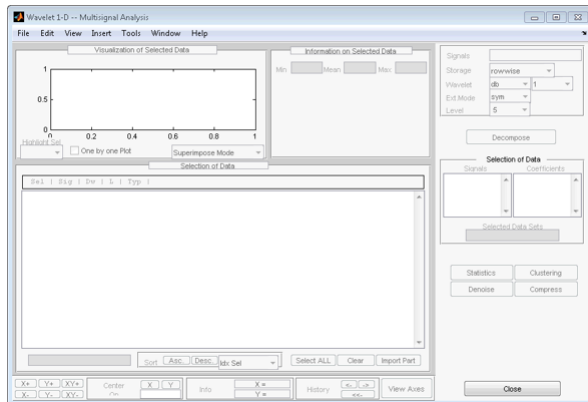 Wavelet 1-D -- Multisignal Analysis
File Edit View Insert Tools Window Help
Visualization of Selected Data
Information on Selected Data
Min Mean Max
1
0.5
0
0 0.2 0.4 0.6 0.8 1
Highlight Sel
One by one Plot
Superimpose Mode
Signals
Storage rowwise
Wavelet db 1
Ext.Mode sym
Level 5
Decompose
Selection of Data
Signals Coefficients
Selected Data Sets
Statistics Clustering
Denoise Compress
Selection of Data
Sel | Sig | Dw | L | Typ |
Sort Asc. Desc. Idx Sel Select ALL Clear Import Part
X+ Y+ XY+
X- Y- XY-
Center
On
X Y
Info
X =
Y =
History
<- ->
<<-
View Axes
Close